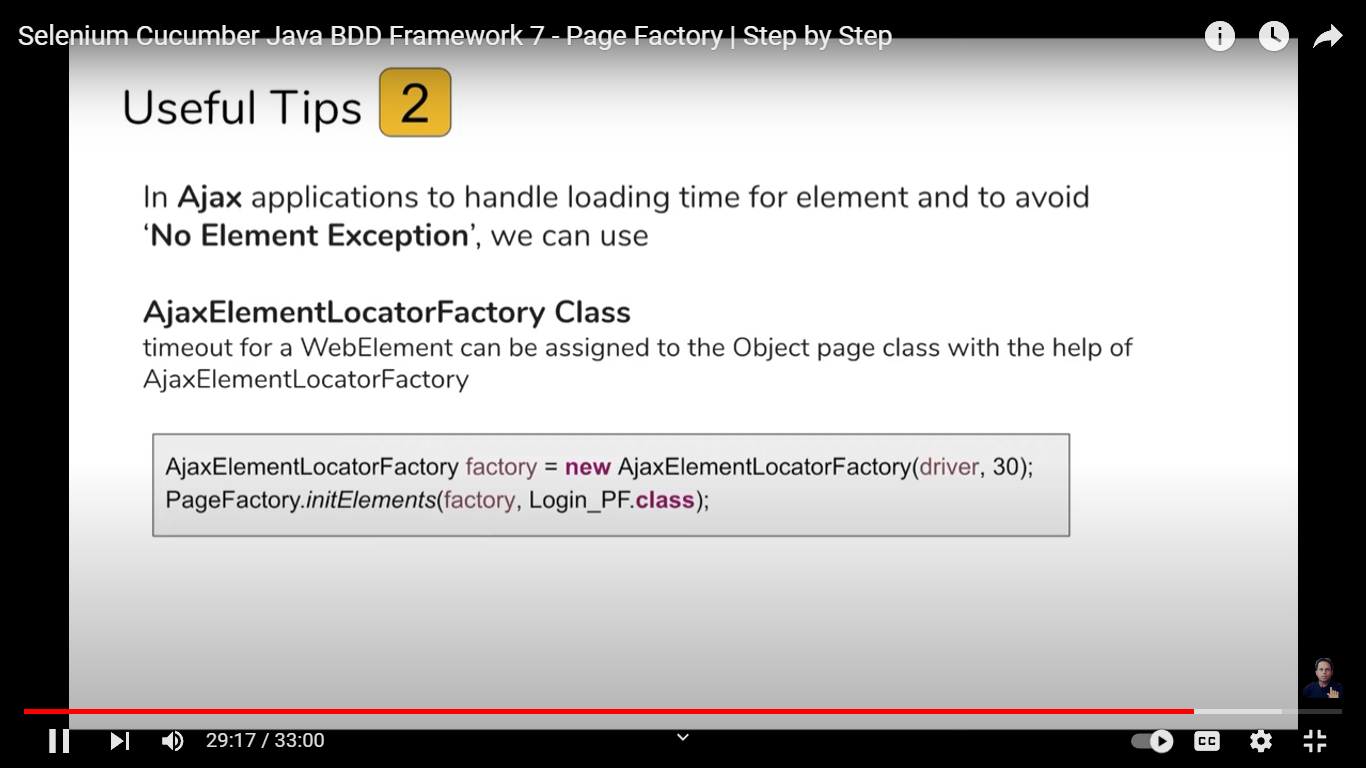 Selenium Cucumber Java BDD Framework 7 - Page Factory | Step by Step
Useful Tips 2
In Ajax applications to handle loading time for element and to avoid
‘No Element Exception’, we can use
AjaxElementLocatorFactory Class
timeout for a WebElement can be assigned to the Object page class with the help of
AjaxElementLocatorFactory
AjaxElementLocatorFactory factory = new AjaxElementLocatorFactory(driver, 30);
PageFactory.initElements(factory, Login_PF.class);
29:17 / 33:00
CC